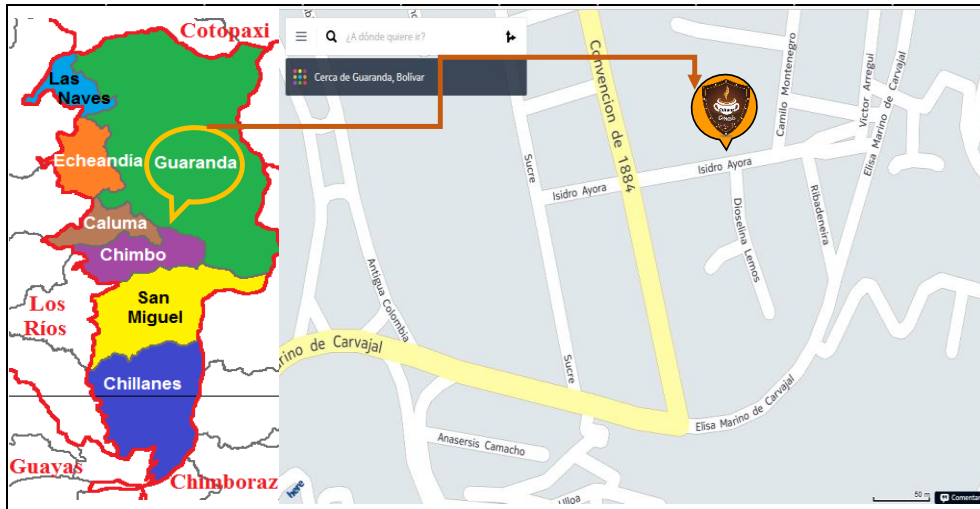 Cotopaxi
Las
Naves
Echeandía
Guaranda
Caluma
Chimbo
San
Miguel
Los
Ríos
Chillanes
Guayas
Chimboraz
¿A dónde quiere ir?
Cerca de Guaranda, Bolívar
Convencion de 1884
Sucre
Isidro Ayora
Isidro Ayora
Camilo Montenegro
Victor Arregui
Elisa Marino de Carvajal
Dioselina Lemos
Ribadeneira
Antigua Colombia
rino de Carvajal
Sucre
Elisa Marino de Carvajal
Anasersis Camacho
Ulloa
here
50 m
Comentar